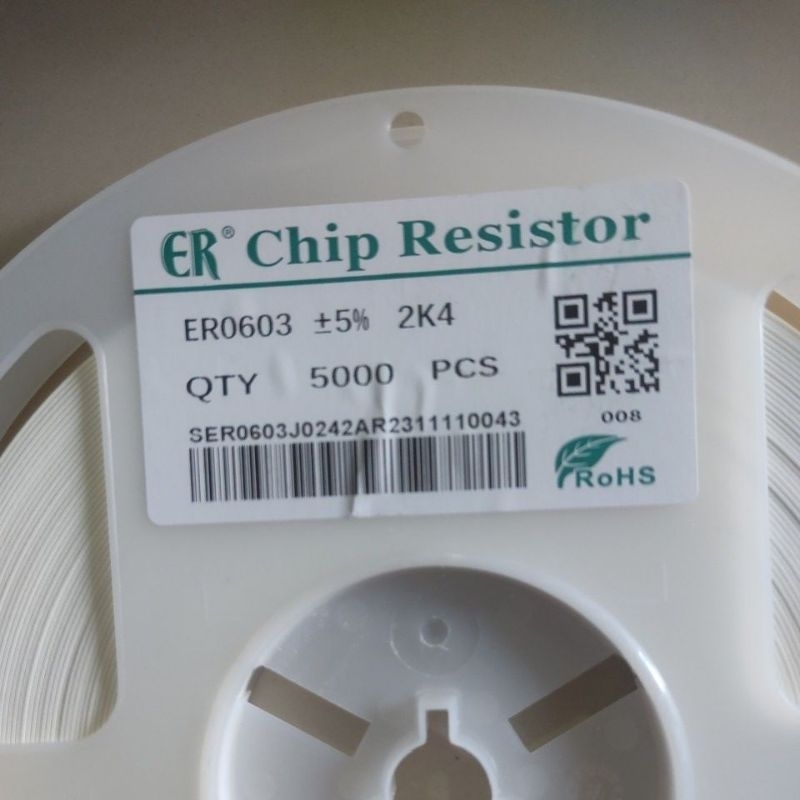 ER® Chip Resistor
ER0603 ±5% 2K4
QTY 5000 PCS
SER0603J0242AR2311110043
008
RoHS